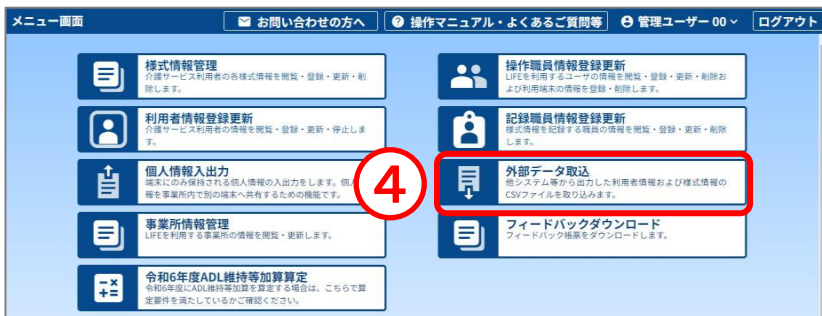 メニュー画面
お問い合わせの方へ
操作マニュアル・よくあるご質問等
管理ユーザー 00
ログアウト
様式情報管理
介護サービス利用者の各様式情報を閲覧・登録・更新・削
除します。
操作職員情報登録更新
LIFEを利用するユーザの情報を閲覧・登録・更新・削除お
よび利用端末の情報を登録・削除します。
利用者情報登録更新
介護サービス利用者の情報を閲覧・登録・更新・停止しま
す。
記録職員情報登録更新
様式情報を記録する職員の情報を閲覧・登録・更新・削除
します。
個人情報入出力
端末にのみ保持される個人情報の入出力をします。個人
報を事業所内で別の端末へ共有するための機能です。
④
外部データ取込
他システム等から出力した利用者情報および様式情報の
CSVファイルを取り込みます。
事業所情報管理
LIFEを利用する事業所の情報を閲覧・更新します。
フィードバックダウンロード
フィードバック帳票をダウンロードします。
令和6年度ADL維持等加算算定
令和6年度にADL維持等加算を算定する場合は、こちらで算
定要件を満たしているかご確認ください。